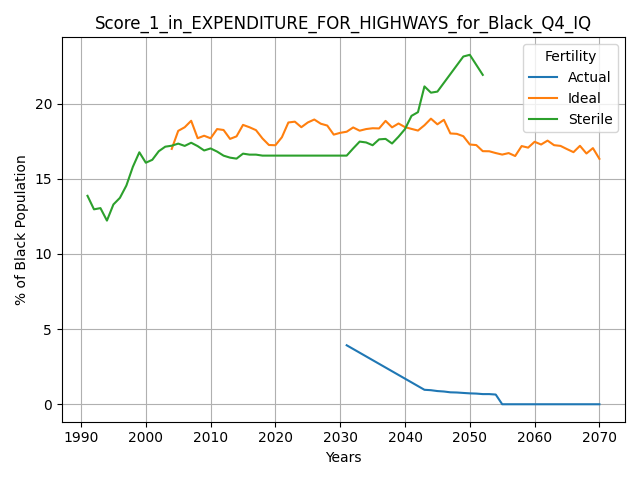 Score_1_in_EXPENDITURE_FOR_HIGHWAYS_for_Black_Q4_IQ
Fertility
Actual
Ideal
Sterile
% of Black Population
20
15
10
5
0
1990 2000 2010 2020 2030 2040 2050 2060 2070
Years